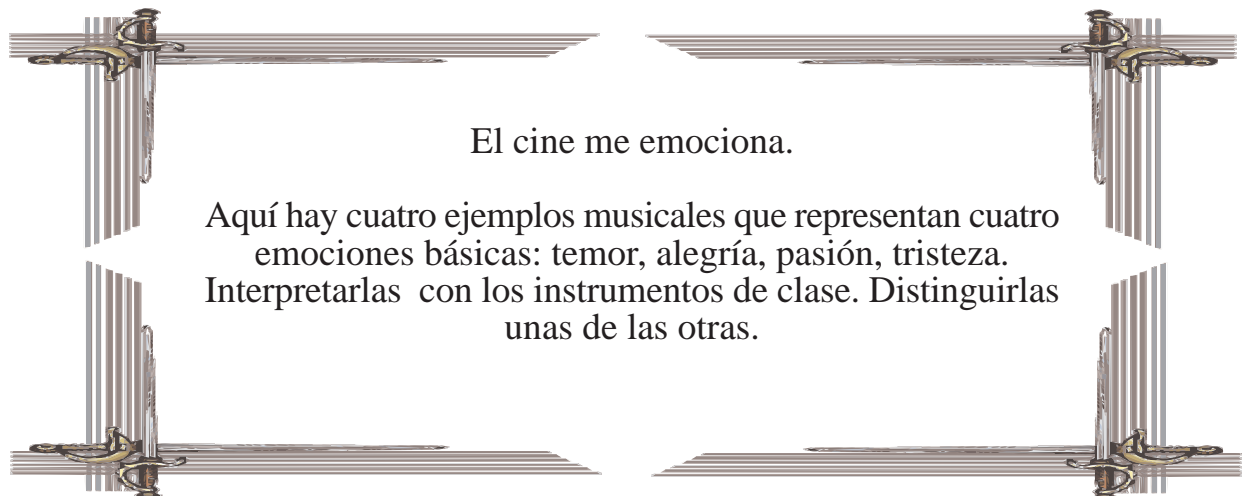 El cine me emociona.
Aquí hay cuatro ejemplos musicales que representan cuatro
emociones básicas: temor, alegría, pasión, tristeza.
Interpretarlas con los instrumentos de clase. Distinguirlas
unas de las otras.